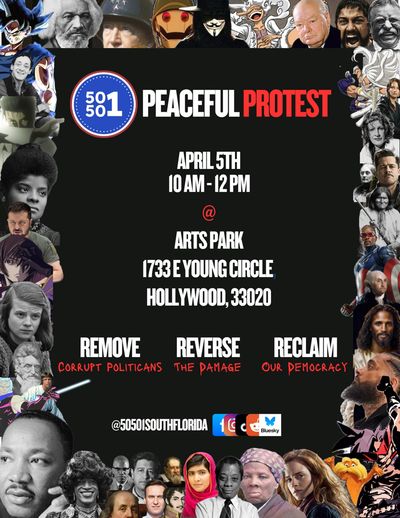 50
50 1
PEACEFUL PROTEST
APRIL 5TH
10 AM - 12 PM
@
ARTS PARK
1733 E YOUNG CIRCLE
HOLLYWOOD, 33020
REMOVE REVERSE RECLAIM
CORRUPT POLITICANS THE DAMAGE OUR DEMOCRACY
@50501SOUTHFLORIDA
Bluesky